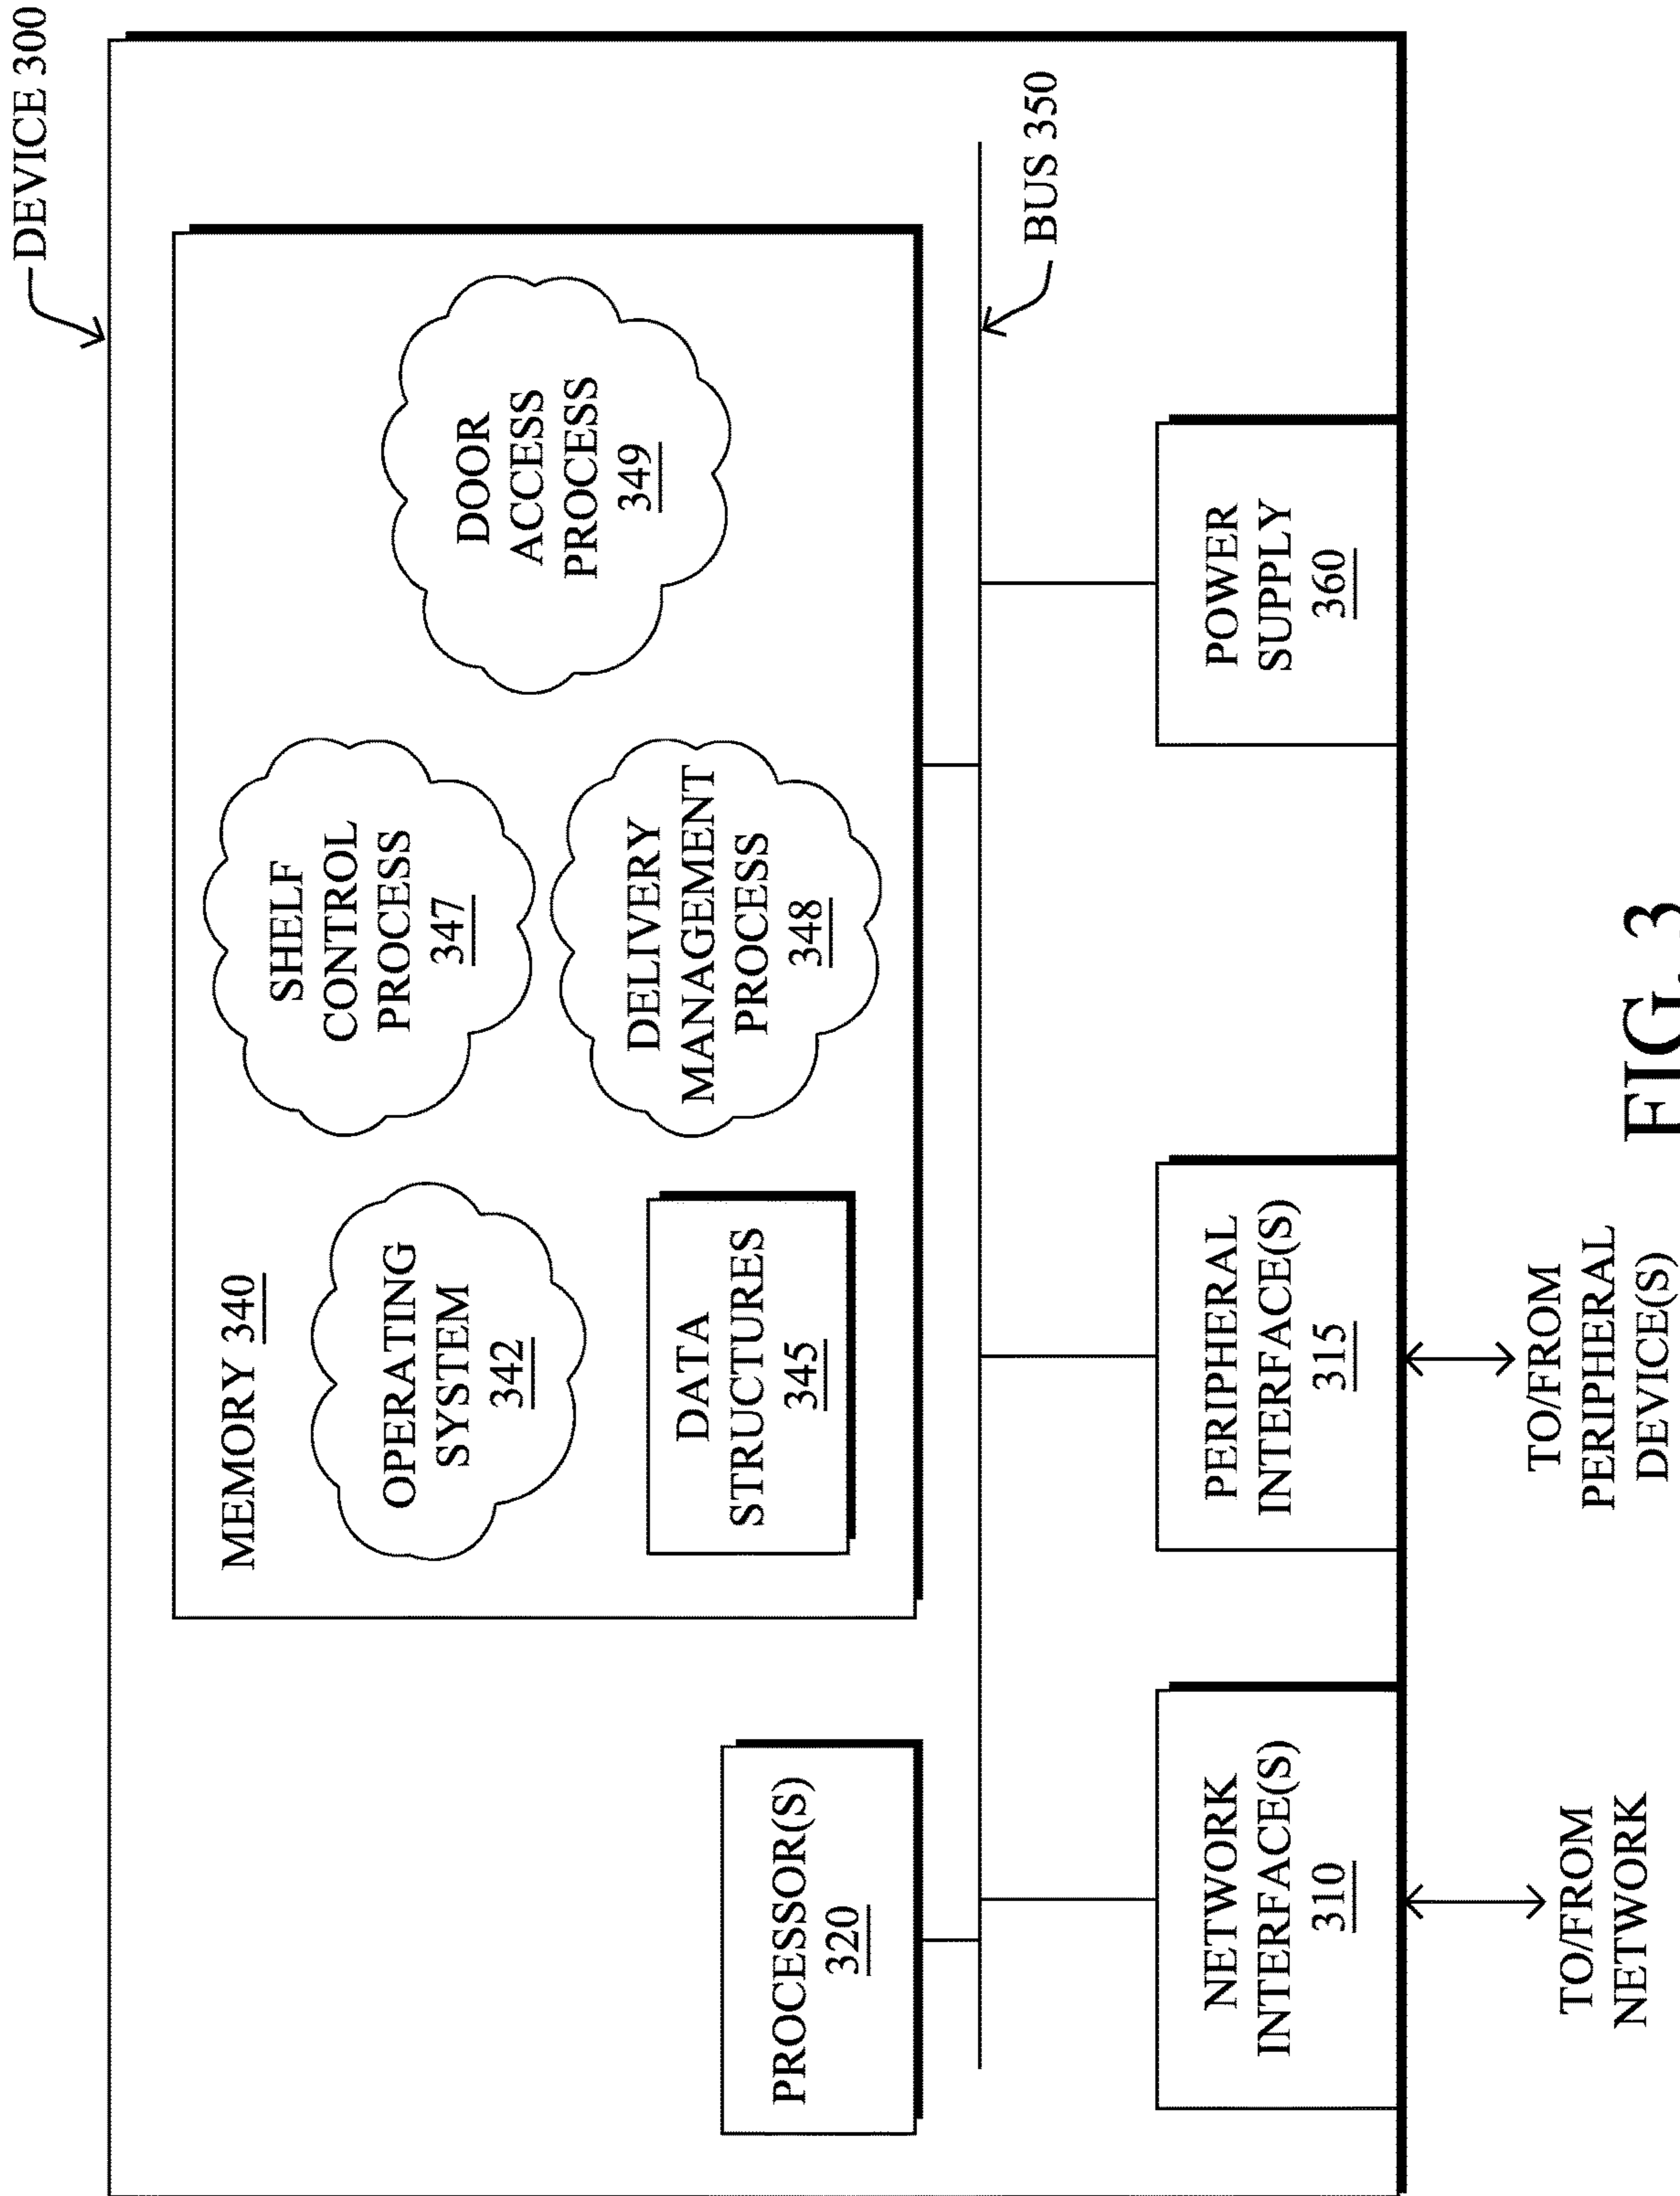 DEVICE 300
MEMORY 340
OPERATING
SYSTEM
342
DATA
STRUCTURES
345
SHELF
CONTROL
PROCESS
347
DELIVERY
MANAGEMENT
PROCESS
348
DOOR
ACCESS
PROCESS
349
PROCESSOR(S)
320
BUS 350
NETWORK
INTERFACE(S)
310
PERIPHERAL
INTERFACE(S)
315
POWER
SUPPLY
360
TO/FROM
NETWORK
TO/FROM
PERIPHERAL
DEVICE(S)
FIG. 3